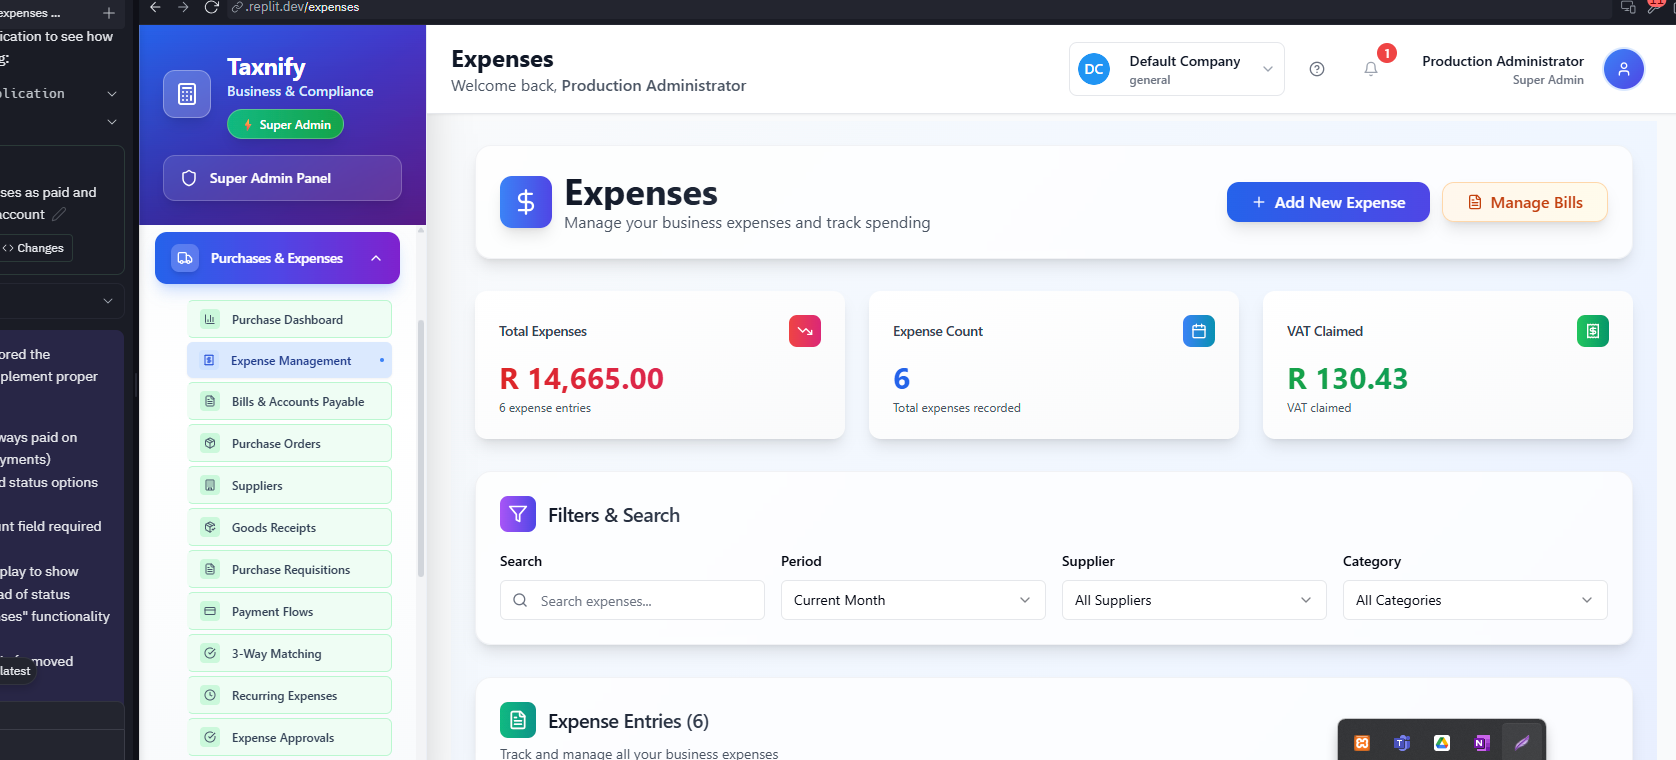 expenses ...
.replit.dev/expenses
ication to see how
g:
plication
ses as paid and
account
<> Changes
ored the
plement proper
ways paid on
yments)
d status options
nt field required
play to show
ad of status
ses" functionality
moved
latest
Taxnify
Business & Compliance
Super Admin
Super Admin Panel
Purchases & Expenses
Purchase Dashboard
Expense Management
Bills & Accounts Payable
Purchase Orders
Suppliers
Goods Receipts
Purchase Requisitions
Payment Flows
3-Way Matching
Recurring Expenses
Expense Approvals
Expenses
Welcome back, Production Administrator
DC
Default Company
general
1
Production Administrator
Super Admin
Expenses
Manage your business expenses and track spending
+ Add New Expense
Manage Bills
Total Expenses
R 14,665.00
6 expense entries
Expense Count
6
Total expenses recorded
VAT Claimed
R 130.43
VAT claimed
Filters & Search
Search
Search expenses...
Period
Current Month
Supplier
All Suppliers
Category
All Categories
Expense Entries (6)
Track and manage all your business expenses